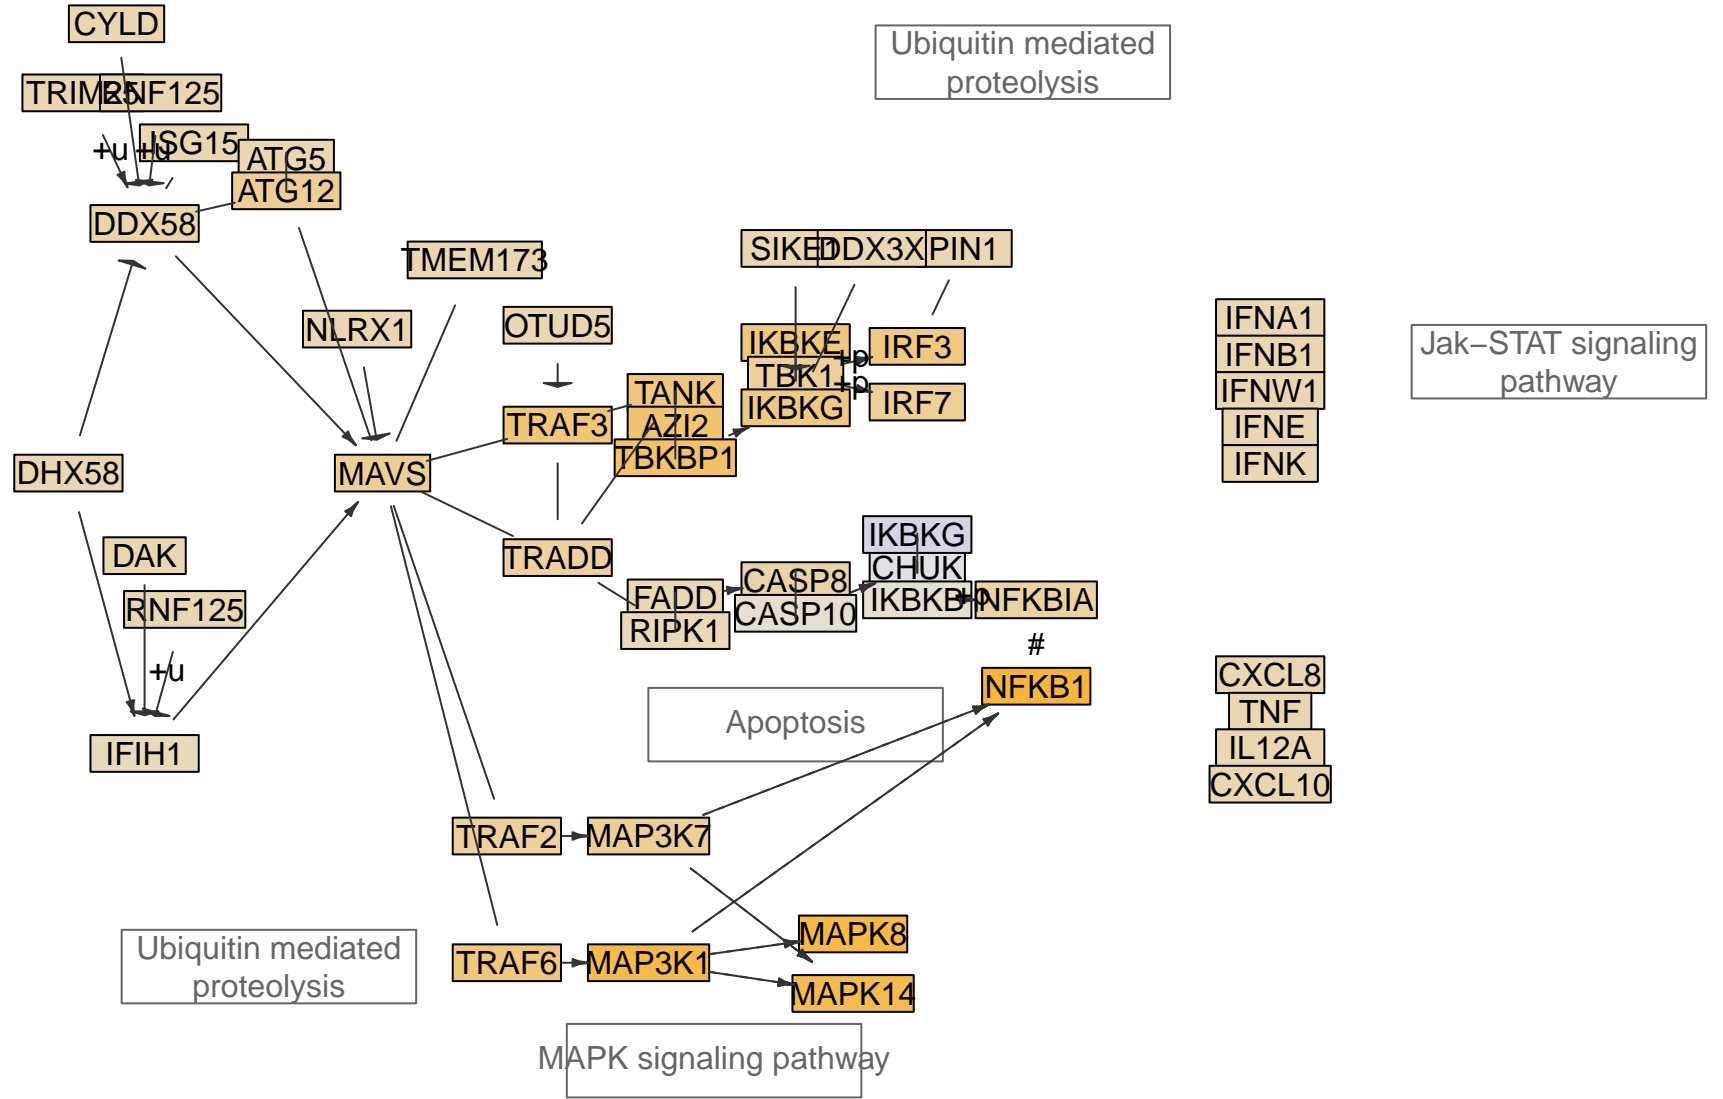 CYLD
Ubiquitin mediated
proteolysis
TRIM25
RNF125
ISG15
+u
+u
ATG5
ATG12
DDX58
TMEM173
SIKE1
DDX3X
PIN1
NLRX1
OTUD5
IKBKE
TBK1
IKBKG
+p
+p
IRF3
IRF7
IFNA1
IFNB1
IFNW1
IFNE
IFNK
Jak−STAT signaling
pathway
TANK
AZI2
TBKBP1
TRAF3
DHX58
MAVS
DAK
RNF125
+u
IFIH1
TRADD
FADD
RIPK1
CASP8
CASP10
IKBKG
CHUK
IKBKB
+p
NFKBIA
#
NFKB1
Apoptosis
CXCL8
TNF
IL12A
CXCL10
TRAF2
MAP3K7
TRAF6
MAP3K1
MAPK8
MAPK14
Ubiquitin mediated
proteolysis
MAPK signaling pathway